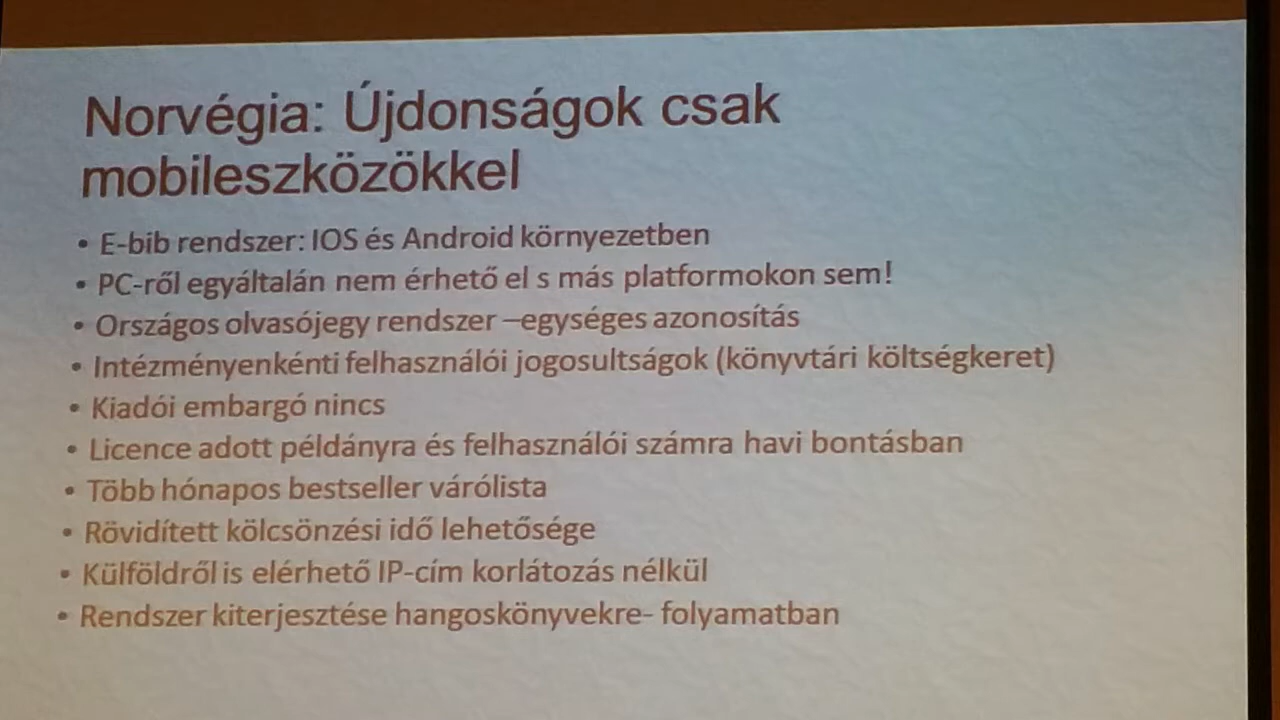 Norvégia: Újdonságok csak
mobileszközökkel
• E-bib rendszer: IOS és Android környezetben
• PC-ről egyáltalán nem érhető el s más platformokon sem!
• Országos olvasójegy rendszer –egységes azonosítás
• Intézményenkénti felhasználói jogosultságok (könyvtári költségkeret)
• Kiadói embargó nincs
• Licence adott példányra és felhasználói számra havi bontásban
• Több hónapos bestseller várólista
• Rövidített kölcsönzési idő lehetősége
• Külföldről is elérhető IP-cím korlátozás nélkül
• Rendszer kiterjesztése hangoskönyvekre- folyamatban